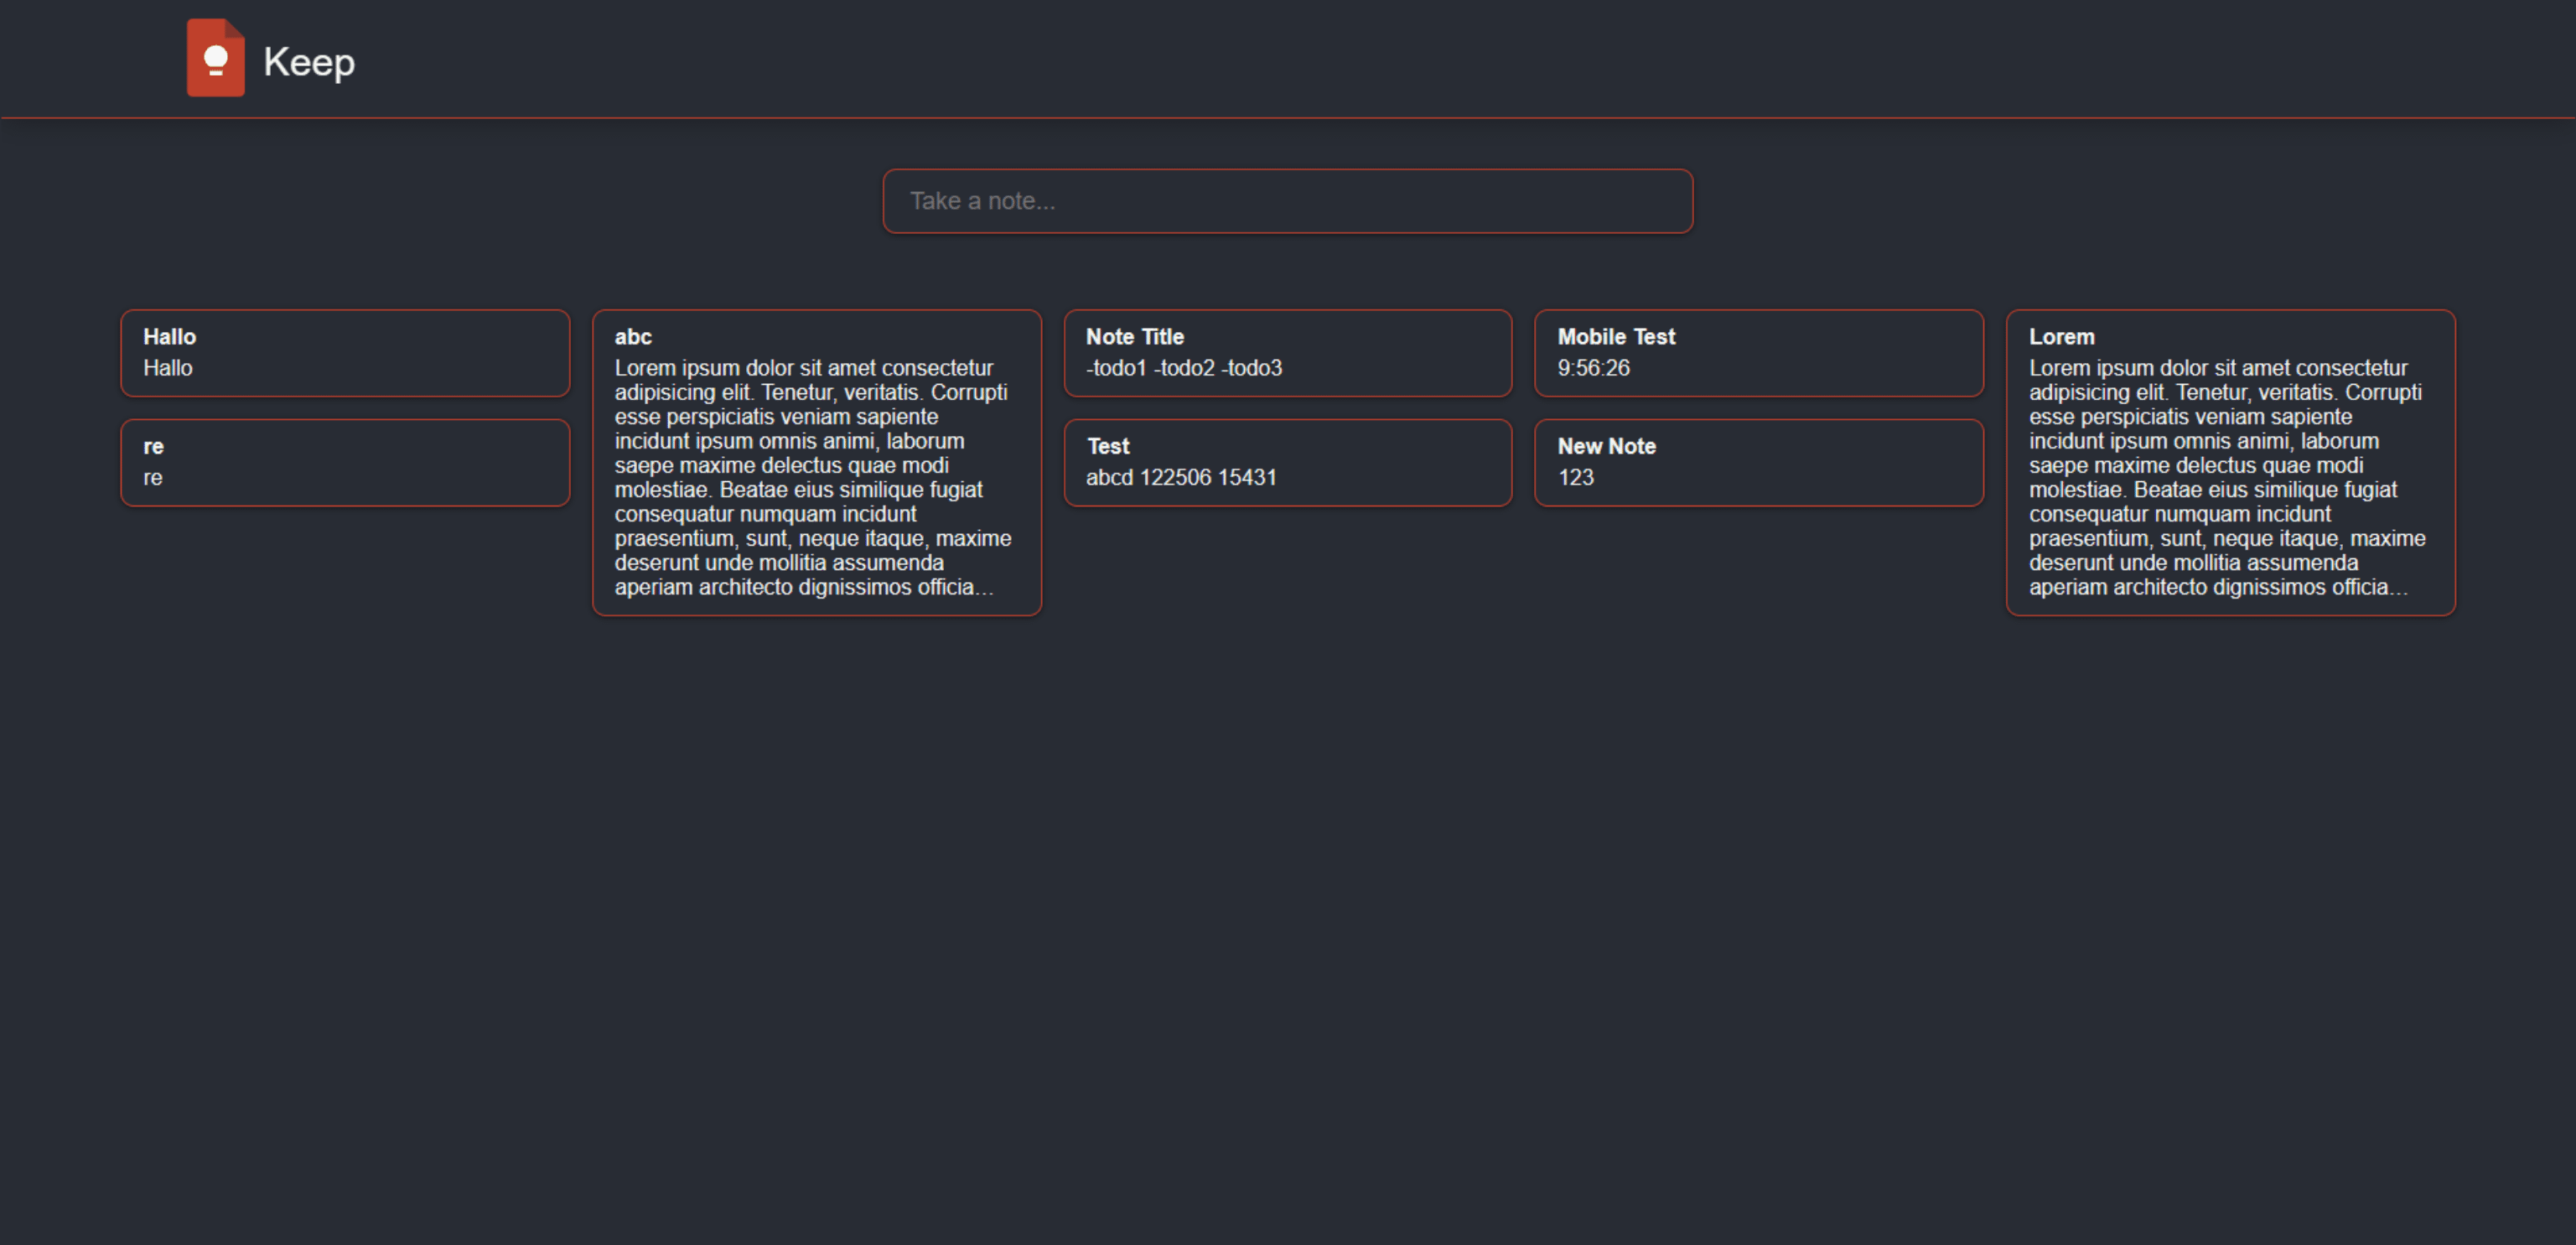 Keep
Take a note...
Hallo
Hallo
re
re
abc
Lorem ipsum dolor sit amet consectetur
adipisicing elit. Tenetur, veritatis. Corrupti
esse perspiciatis veniam sapiente
incidunt ipsum omnis animi, laborum
saepe maxime delectus quae modi
molestiae. Beatae eius similique fugiat
consequatur numquam incidunt
praesentium, sunt, neque itaque, maxime
deserunt unde mollitia assumenda
aperiam architecto dignissimos officia...
Note Title
-todo1 -todo2 -todo3
Test
abcd 122506 15431
Mobile Test
9:56:26
New Note
123
Lorem
Lorem ipsum dolor sit amet consectetur
adipisicing elit. Tenetur, veritatis. Corrupti
esse perspiciatis veniam sapiente
incidunt ipsum omnis animi, laborum
saepe maxime delectus quae modi
molestiae. Beatae eius similique fugiat
consequatur numquam incidunt
praesentium, sunt, neque itaque, maxime
deserunt unde mollitia assumenda
aperiam architecto dignissimos officia...